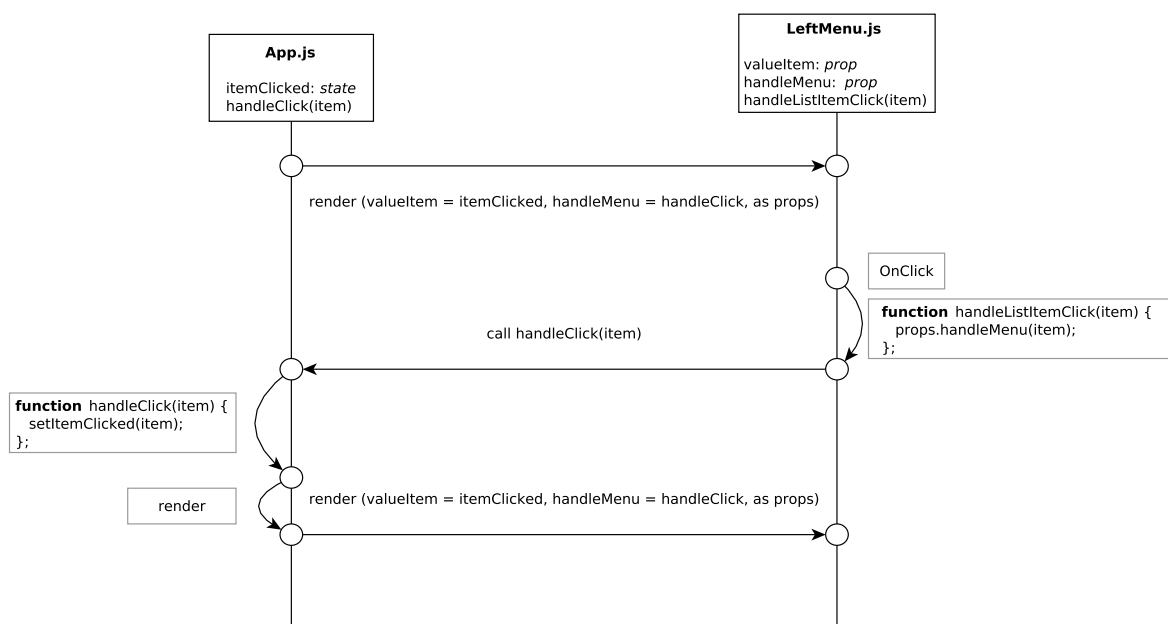 App.js
itemClicked: state
handleClick(item)
LeftMenu.js
valueItem: prop
handleMenu: prop
handleListItemClick(item)
render (valueItem = itemClicked, handleMenu = handleClick, as props)
OnClick
function handleListItemClick(item) {
props.handleMenu(item);
};
call handleClick(item)
function handleClick(item) {
setItemClicked(item);
};
render
render (valueItem = itemClicked, handleMenu = handleClick, as props)